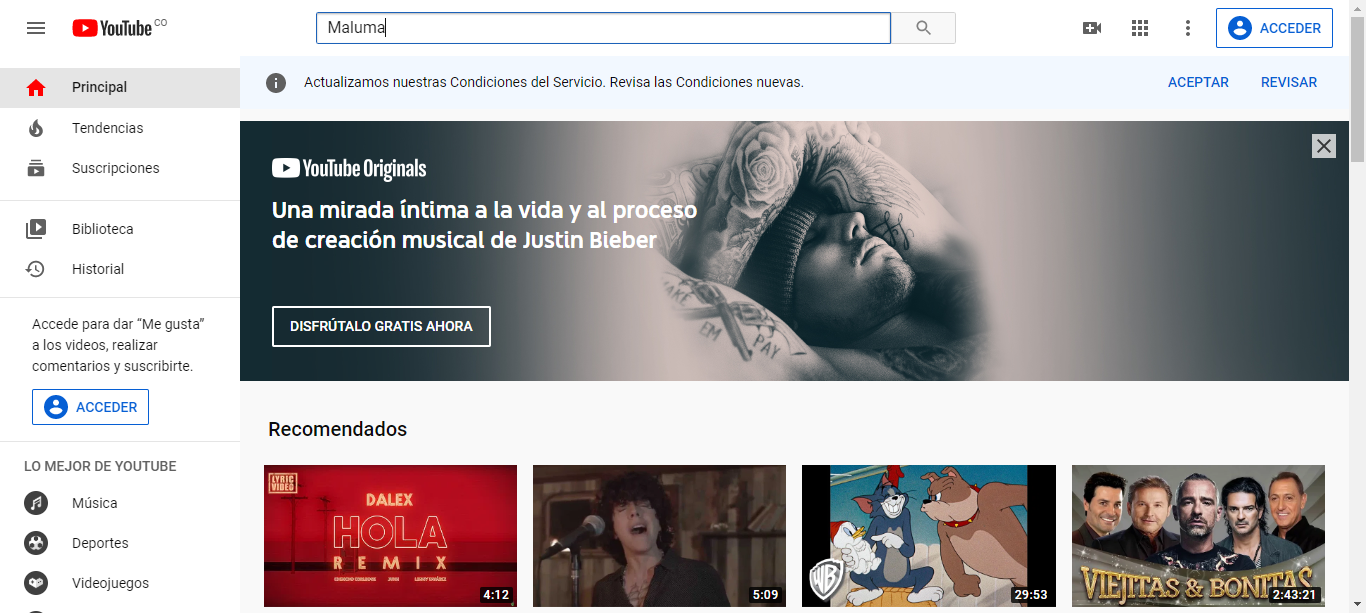 YouTube CO
Maluma
ACCEDER
Principal
Tendencias
Suscripciones
Biblioteca
Historial
Accede para dar “Me gusta”
a los videos, realizar
comentarios y suscribirte.
ACCEDER
LO MEJOR DE YOUTUBE
Música
Deportes
Videojuegos
Actualizamos nuestras Condiciones del Servicio. Revisa las Condiciones nuevas.
ACEPTAR
REVISAR
YouTube Originals
Una mirada íntima a la vida y al proceso
de creación musical de Justin Bieber
DISFRÚTALO GRATIS AHORA
EM
PAY
Recomendados
LYRIC
VIDEO
DALEX
HOLA
REMIX
4:12
5:09
WB
29:53
VIEJITAS & BONITAS
2:43:21